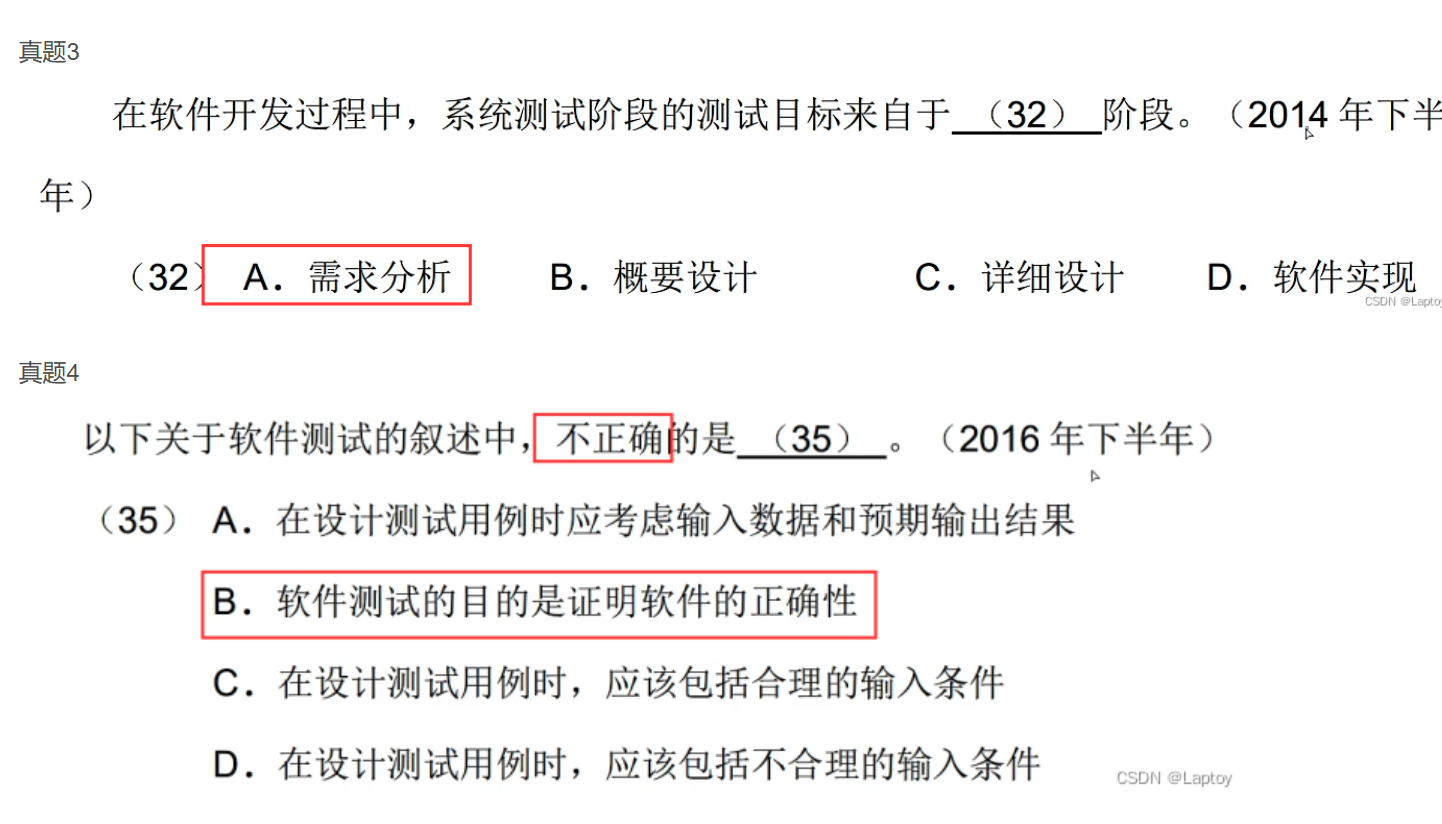 真题3
在软件开发过程中，系统测试阶段的测试目标来自于 （32） 阶段。（2014 年下半
年）
（32） A．需求分析 B．概要设计 C．详细设计 D．软件实现
CSDN @Laptoy
真题4
以下关于软件测试的叙述中，不正确的是 （35） 。（2016 年下半年）
（35） A．在设计测试用例时应考虑输入数据和预期输出结果
B．软件测试的目的是证明软件的正确性
C．在设计测试用例时，应该包括合理的输入条件
D．在设计测试用例时，应该包括不合理的输入条件
CSDN @Laptoy